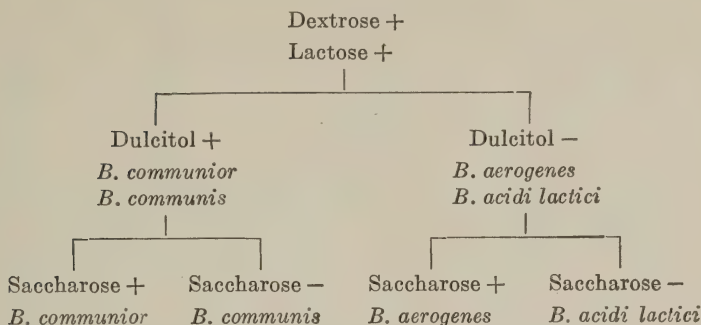 Dextrose +
Lactose +
Dulcitol + Dulcitol −
B. communior B. aerogenes
B. communis B. acidi lactici
Saccharose + Saccharose − Saccharose + Saccharose −
B. communior B. communis B. aerogenes B. acidi lactici